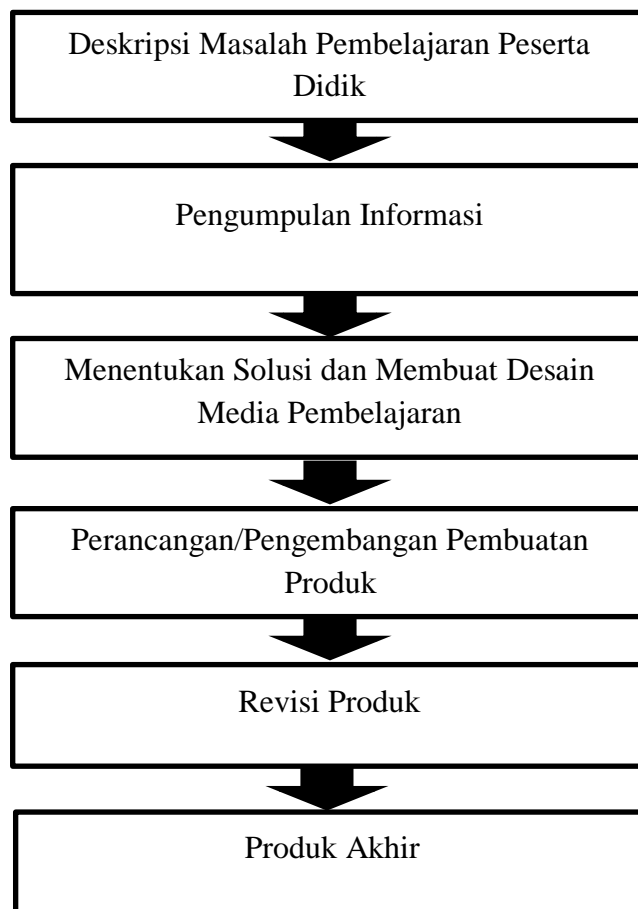 Deskripsi Masalah Pembelajaran Peserta
Didik
Pengumpulan Informasi
Menentukan Solusi dan Membuat Desain
Media Pembelajaran
Perancangan/Pengembangan Pembuatan
Produk
Revisi Produk
Produk Akhir